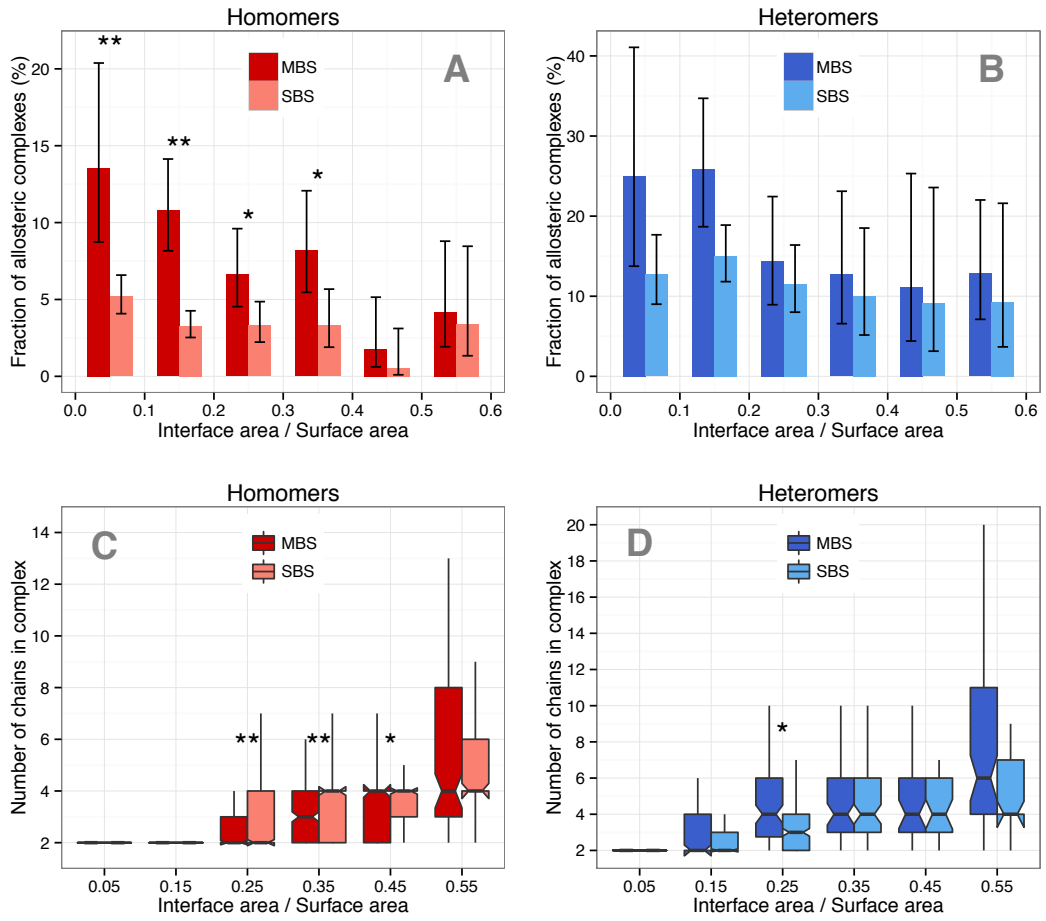 Homomers
**
**
*
*
MBS
SBS
A
Fraction of allosteric complexes (%)
20
15
10
5
0
0.0 0.1 0.2 0.3 0.4 0.5 0.6
Interface area / Surface area
Heteromers
MBS
SBS
B
Fraction of allosteric complexes (%)
40
30
20
10
0
0.0 0.1 0.2 0.3 0.4 0.5 0.6
Interface area / Surface area
Homomers
C
MBS
SBS
** ** *
Number of chains in complex
14
12
10
8
6
4
2
0.05 0.15 0.25 0.35 0.45 0.55
Interface area / Surface area
Heteromers
D
MBS
SBS
*
Number of chains in complex
20
18
16
14
12
10
8
6
4
2
0.05 0.15 0.25 0.35 0.45 0.55
Interface area / Surface area